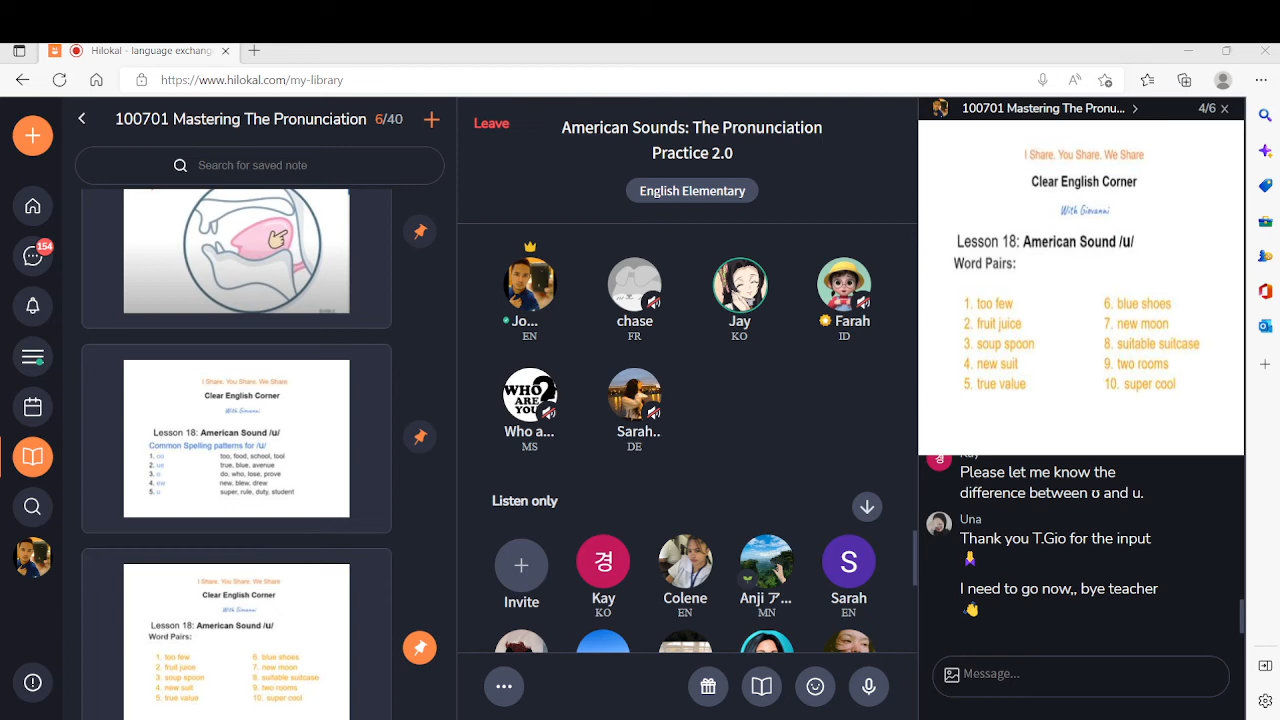 Hilokal - language exchang
https://www.hilokal.com/my-library
100701 Mastering The Pronunciation 6/40
Search for saved note
154
I Share. You Share. We Share
Clear English Corner
With Giovanni
Lesson 18: American Sound /u/
Common Spelling patterns for /u/
1. oo too, food, school, tool
2. ue true, blue, avenue
3. o do, who, lose, prove
4. ew new, blew, drew
5. u super, rule, duty, student
I Share. You Share. We Share
Clear English Corner
With Giovanni
Lesson 18: American Sound /u/
Word Pairs:
1. too few 6. blue shoes
2. fruit juice 7. new moon
3. soup spoon 8. suitable suitcase
4. new suit 9. two rooms
5. true value 10. super cool
Leave
American Sounds: The Pronunciation
Practice 2.0
English Elementary
Jo... chase Jay Farah
EN FR KO ID
WHO
ARE
YOU
Who a... Sarah...
MS DE
Listen only
경
S
Invite Kay Colene Anji ア... Sarah
KO EN MN EN
100701 Mastering The Pronu... 4/6
I Share. You Share. We Share
Clear English Corner
With Giovanni
Lesson 18: American Sound /u/
Word Pairs:
1. too few 6. blue shoes
2. fruit juice 7. new moon
3. soup spoon 8. suitable suitcase
4. new suit 9. two rooms
5. true value 10. super cool
경
Kay
Please let me know the
difference between ʊ and u.
Una
Thank you T.Gio for the input
I need to go now,, bye teacher
Message...